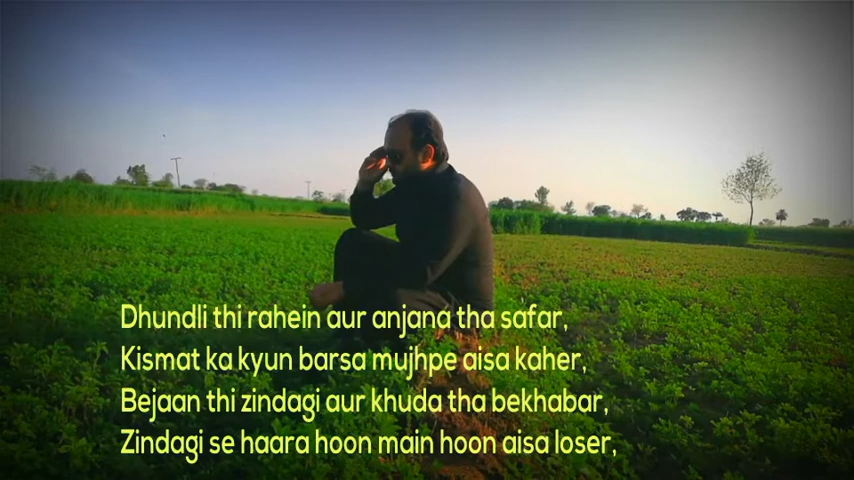 Dhundli thi rahein aur anjana tha safar,
Kismat ka kyun barsa mujhpe aisa kaher,
Bejaan thi zindagi aur khuda tha bekhabar,
Zindagi se haara hoon main hoon aisa loser,